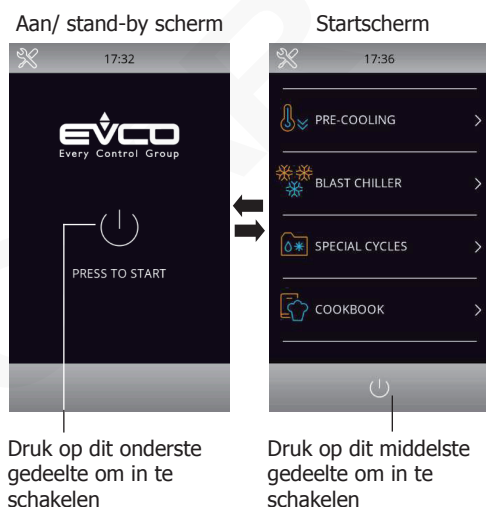 Aan/ stand-by scherm
17:32
EVCO
Every Control Group
PRESS TO START
Druk op dit onderste
gedeelte om in te
schakelen
Startscherm
17:36
PRE-COOLING
BLAST CHILLER
SPECIAL CYCLES
COOKBOOK
Druk op dit middelste
gedeelte om in te
schakelen